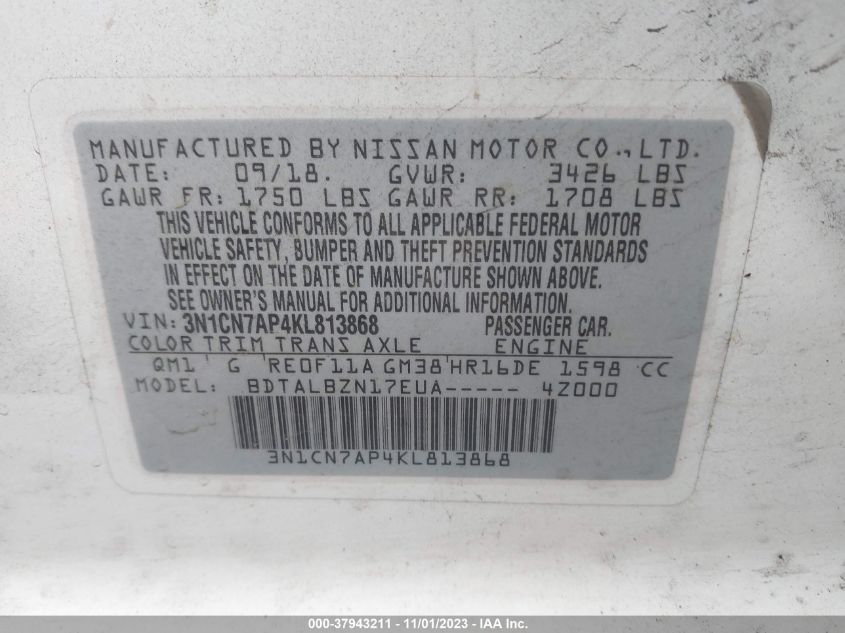 MANUFACTURED BY NISSAN MOTOR CO., LTD.
DATE: 09/18. GVWR: 3426 LBS
GAWR FR: 1750 LBS GAWR RR: 1708 LBS
THIS VEHICLE CONFORMS TO ALL APPLICABLE FEDERAL MOTOR
VEHICLE SAFETY, BUMPER AND THEFT PREVENTION STANDARDS
IN EFFECT ON THE DATE OF MANUFACTURE SHOWN ABOVE.
SEE OWNER'S MANUAL FOR ADDITIONAL INFORMATION.
VIN: 3N1CN7AP4KL813868 PASSENGER CAR.
COLOR TRIM TRANS AXLE ENGINE
QM1 ' G ' RE0F11A GM38 ' HR16DE 1598 CC
MODEL: BDTALBZN17EUA----- 4Z000
3N1CN7AP4KL813868
000-37943211 - 11/01/2023 - IAA Inc.